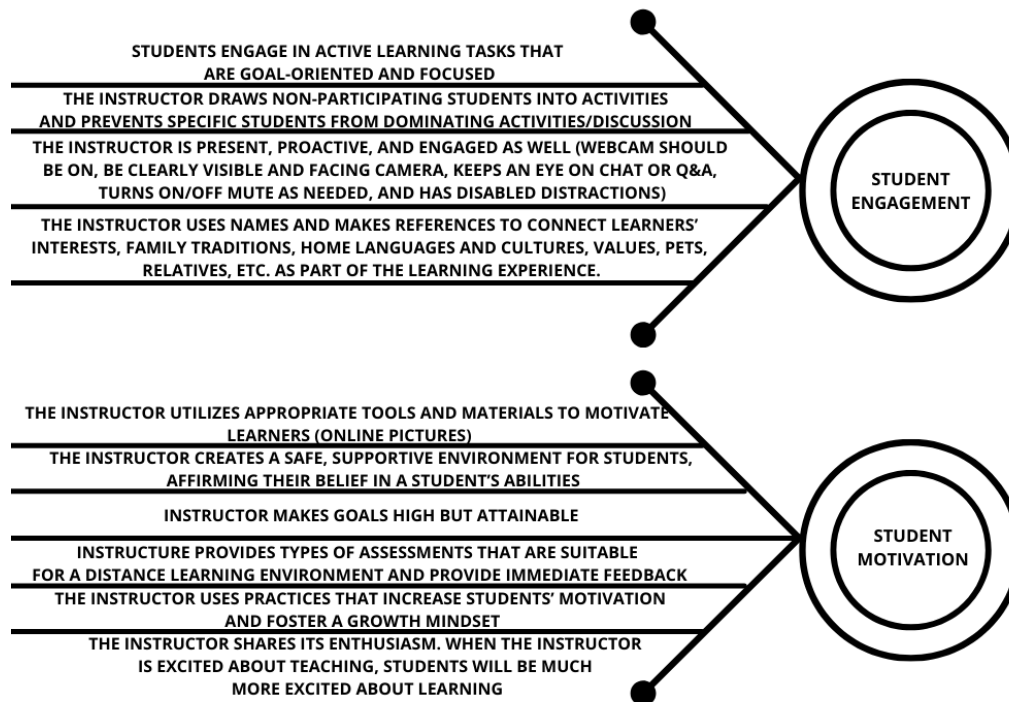 STUDENTS ENGAGE IN ACTIVE LEARNING TASKS THAT
ARE GOAL-ORIENTED AND FOCUSED
THE INSTRUCTOR DRAWS NON-PARTICIPATING STUDENTS INTO ACTIVITIES
AND PREVENTS SPECIFIC STUDENTS FROM DOMINATING ACTIVITIES/DISCUSSION
THE INSTRUCTOR IS PRESENT, PROACTIVE, AND ENGAGED AS WELL (WEBCAM SHOULD
BE ON, BE CLEARLY VISIBLE AND FACING CAMERA, KEEPS AN EYE ON CHAT OR Q&A,
TURNS ON/OFF MUTE AS NEEDED, AND HAS DISABLED DISTRACTIONS)
THE INSTRUCTOR USES NAMES AND MAKES REFERENCES TO CONNECT LEARNERS'
INTERESTS, FAMILY TRADITIONS, HOME LANGUAGES AND CULTURES, VALUES, PETS,
RELATIVES, ETC. AS PART OF THE LEARNING EXPERIENCE.
STUDENT
ENGAGEMENT
THE INSTRUCTOR UTILIZES APPROPRIATE TOOLS AND MATERIALS TO MOTIVATE
LEARNERS (ONLINE PICTURES)
THE INSTRUCTOR CREATES A SAFE, SUPPORTIVE ENVIRONMENT FOR STUDENTS,
AFFIRMING THEIR BELIEF IN A STUDENT'S ABILITIES
INSTRUCTOR MAKES GOALS HIGH BUT ATTAINABLE
INSTRUCTURE PROVIDES TYPES OF ASSESSMENTS THAT ARE SUITABLE
FOR A DISTANCE LEARNING ENVIRONMENT AND PROVIDE IMMEDIATE FEEDBACK
THE INSTRUCTOR USES PRACTICES THAT INCREASE STUDENTS' MOTIVATION
AND FOSTER A GROWTH MINDSET
THE INSTRUCTOR SHARES ITS ENTHUSIASM. WHEN THE INSTRUCTOR
IS EXCITED ABOUT TEACHING, STUDENTS WILL BE MUCH
MORE EXCITED ABOUT LEARNING
STUDENT
MOTIVATION